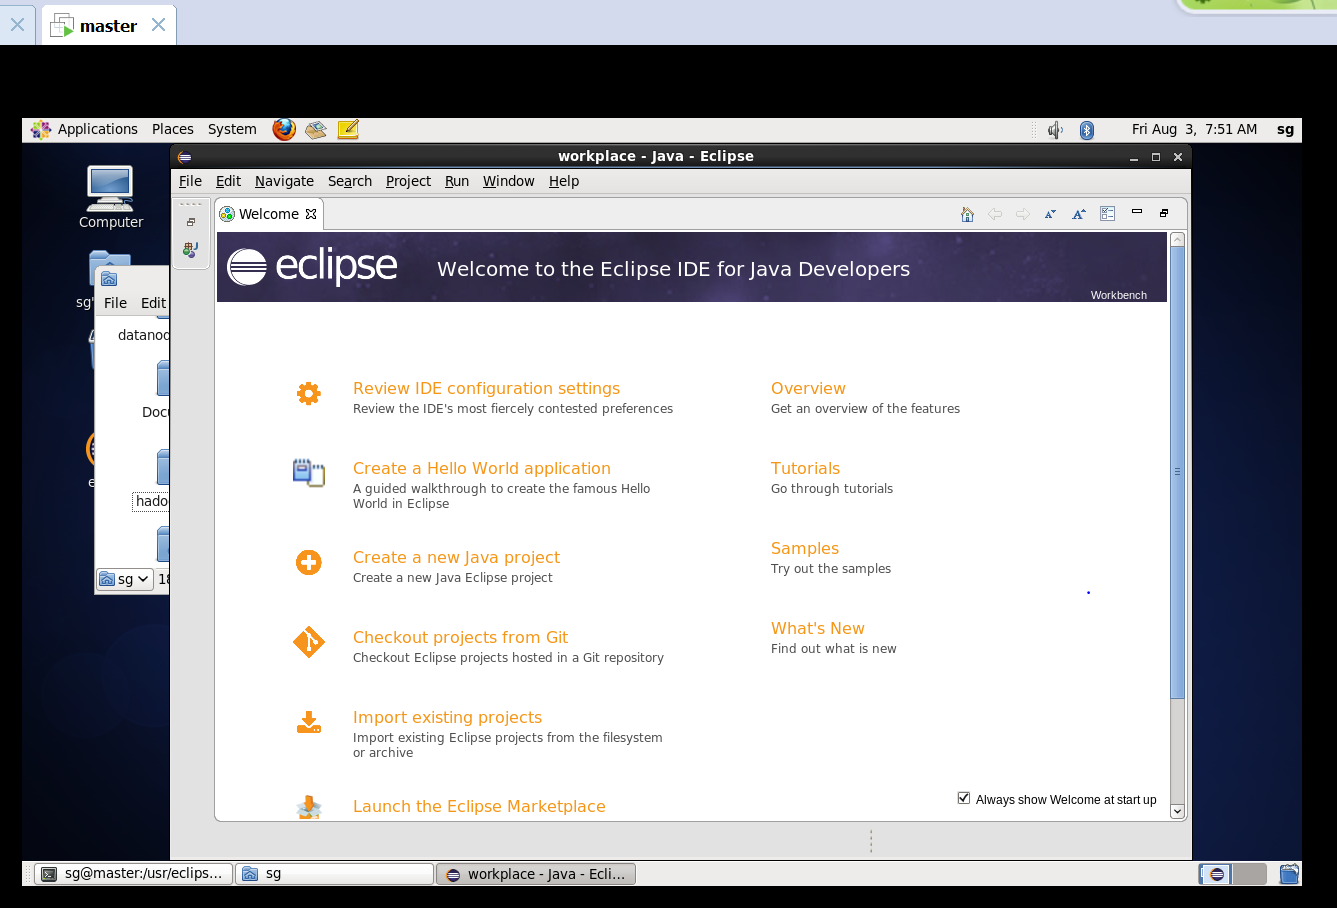 master
Applications Places System
Fri Aug 3, 7:51 AM sg
workplace - Java - Eclipse
File Edit Navigate Search Project Run Window Help
Computer
Welcome
eclipse
Welcome to the Eclipse IDE for Java Developers
Workbench
File Edit
Review IDE configuration settings
Review the IDE's most fiercely contested preferences
Create a Hello World application
A guided walkthrough to create the famous Hello
World in Eclipse
Create a new Java project
Create a new Java Eclipse project
Checkout projects from Git
Checkout Eclipse projects hosted in a Git repository
Import existing projects
Import existing Eclipse projects from the filesystem
or archive
Launch the Eclipse Marketplace
Overview
Get an overview of the features
Tutorials
Go through tutorials
Samples
Try out the samples
What's New
Find out what is new
Always show Welcome at start up
sg
sg@master:/usr/eclips...
sg
workplace - Java - Ecli...